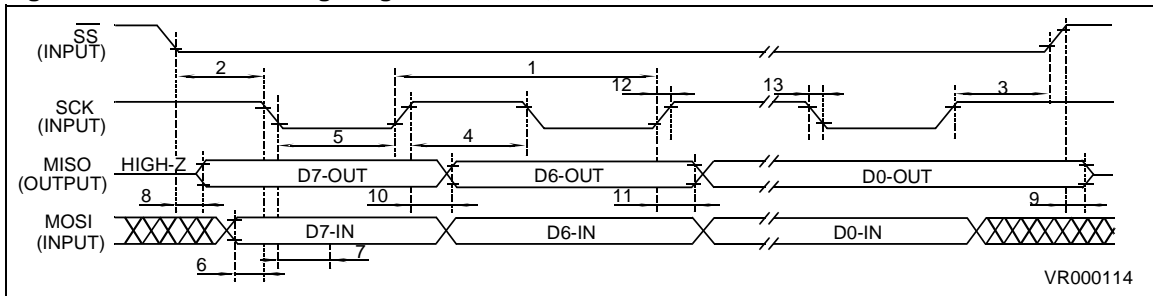 SS
(INPUT)
2
1
12
13
3
SCK
(INPUT)
5
4
MISO
(OUTPUT)
HIGH-Z
D7-OUT
D6-OUT
D0-OUT
8
10
11
9
MOSI
(INPUT)
D7-IN
D6-IN
D0-IN
7
6
VR000114